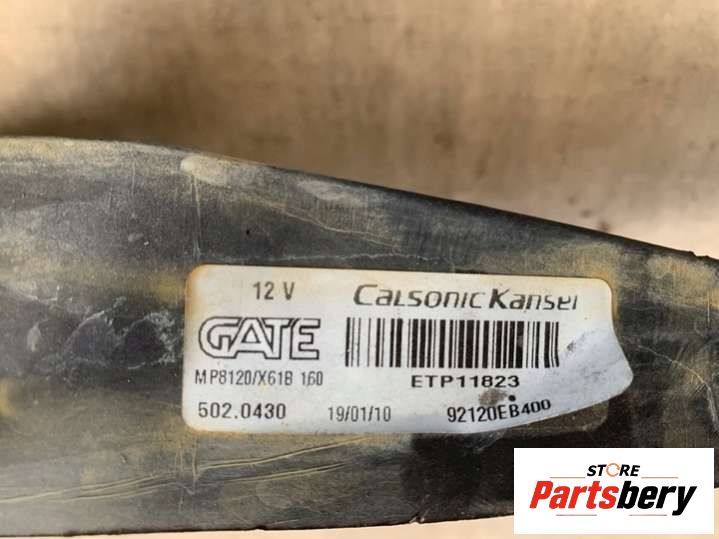 12 V CALSONIC KANSEI
GATE
MP8120/X61B 160 ETP11823
502.0430 19/01/10 92120EB400
STORE
Partsbery